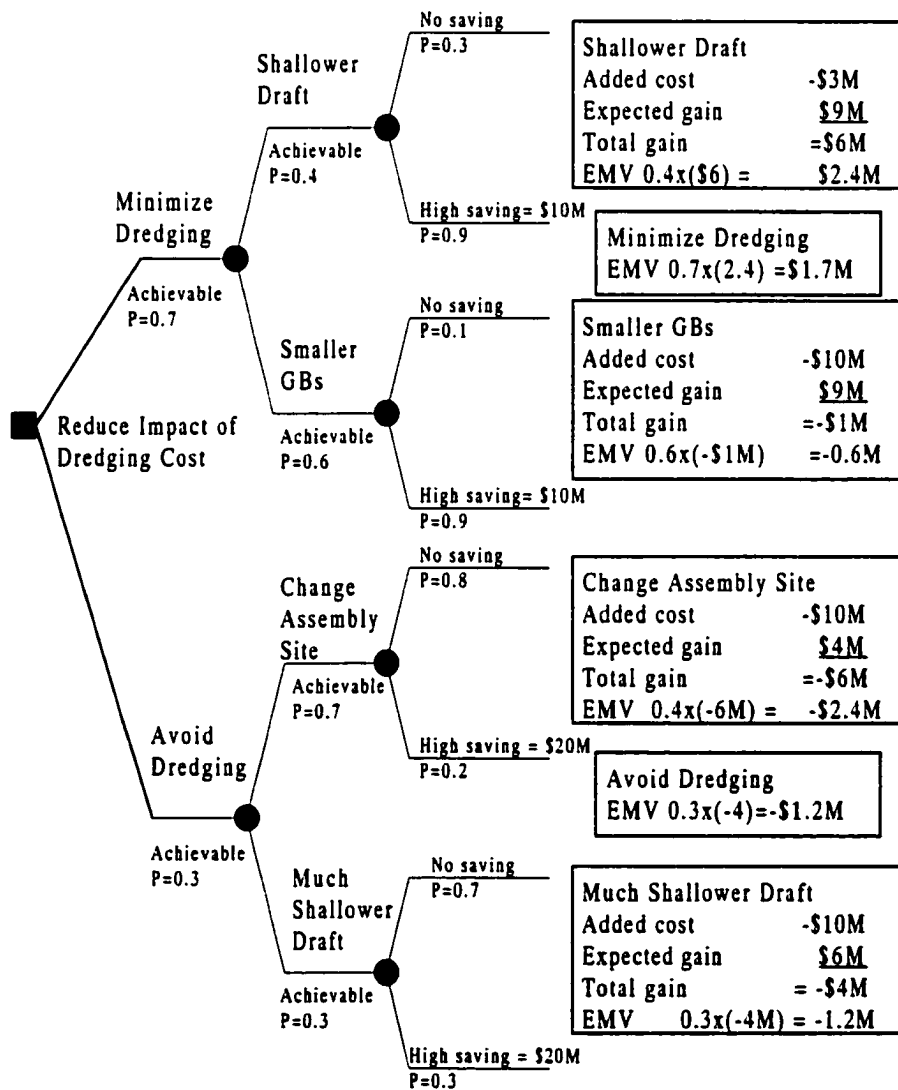 No saving
P=0.3
Shallower
Draft
Achievable
P=0.4
High saving= $10M
P=0.9
Shallower Draft
Added cost -$3M
Expected gain $9M
Total gain =$6M
EMV 0.4x($6) = $2.4M
Minimize
Dredging
Achievable
P=0.7
Minimize Dredging
EMV 0.7x(2.4) =$1.7M
No saving
P=0.1
Smaller
GBs
Achievable
P=0.6
High saving= $10M
P=0.9
Smaller GBs
Added cost -$10M
Expected gain $9M
Total gain =-$1M
EMV 0.6x(-$1M) =-0.6M
Reduce Impact of
Dredging Cost
No saving
P=0.8
Change
Assembly
Site
Achievable
P=0.7
High saving = $20M
P=0.2
Change Assembly Site
Added cost -$10M
Expected gain $4M
Total gain =-$6M
EMV 0.4x(-6M) = -$2.4M
Avoid
Dredging
Achievable
P=0.3
Avoid Dredging
EMV 0.3x(-4)=-$1.2M
No saving
P=0.7
Much
Shallower
Draft
Achievable
P=0.3
High saving = $20M
P=0.3
Much Shallower Draft
Added cost -$10M
Expected gain $6M
Total gain = -$4M
EMV 0.3x(-4M) = -1.2M